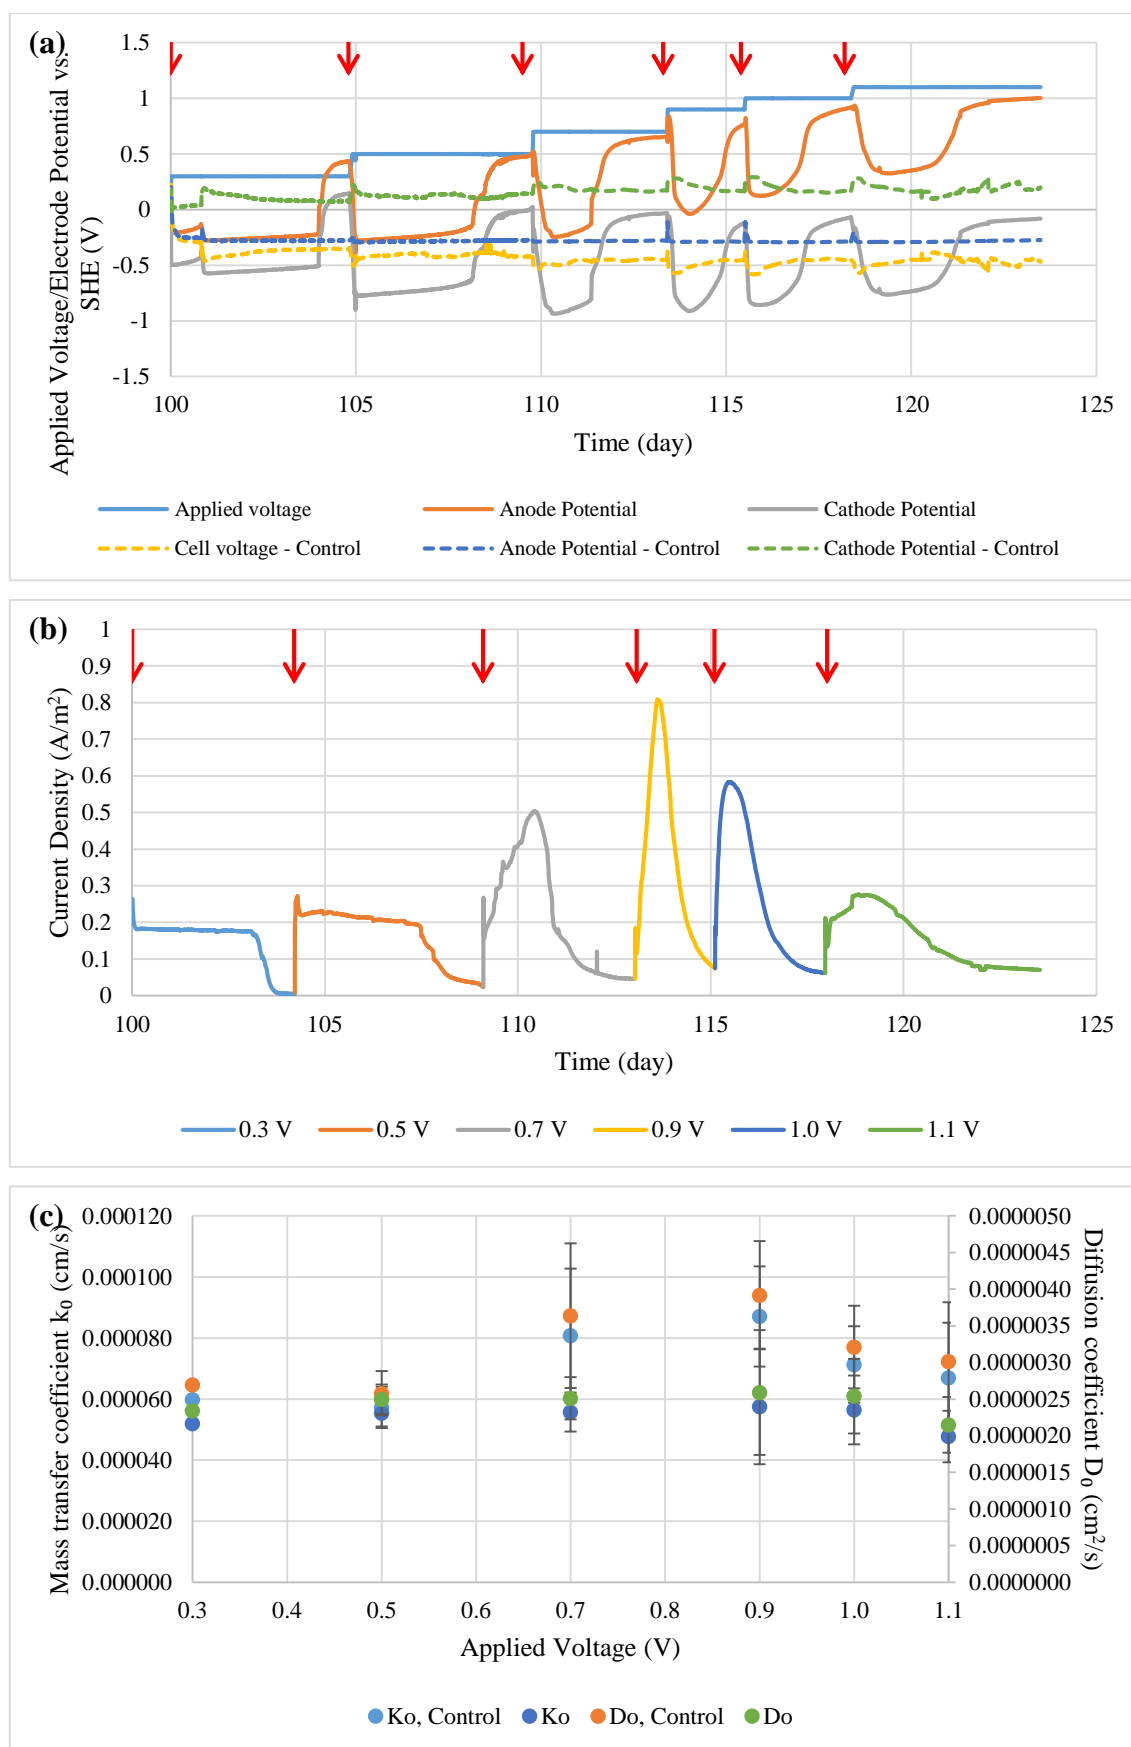 (a)
Applied Voltage/Electrode Potential vs.
SHE (V)
1.5
1
0.5
0
-0.5
-1
-1.5
100 105 110 115 120 125
Time (day)
Applied voltage Anode Potential Cathode Potential
Cell voltage - Control Anode Potential - Control Cathode Potential - Control
(b)
Current Density (A/m²)
1
0.9
0.8
0.7
0.6
0.5
0.4
0.3
0.2
0.1
0
100 105 110 115 120 125
Time (day)
0.3 V 0.5 V 0.7 V 0.9 V 1.0 V 1.1 V
(c)
Mass transfer coefficient k₀ (cm/s)
0.000120
0.000100
0.000080
0.000060
0.000040
0.000020
0.000000
0.0000050
0.0000045
0.0000040
0.0000035
0.0000030
0.0000025
0.0000020
0.0000015
0.0000010
0.0000005
0.0000000
Diffusion coefficient D₀ (cm²/s)
0.3 0.4 0.5 0.6 0.7 0.8 0.9 1.0 1.1
Applied Voltage (V)
Ko, Control Ko Do, Control Do